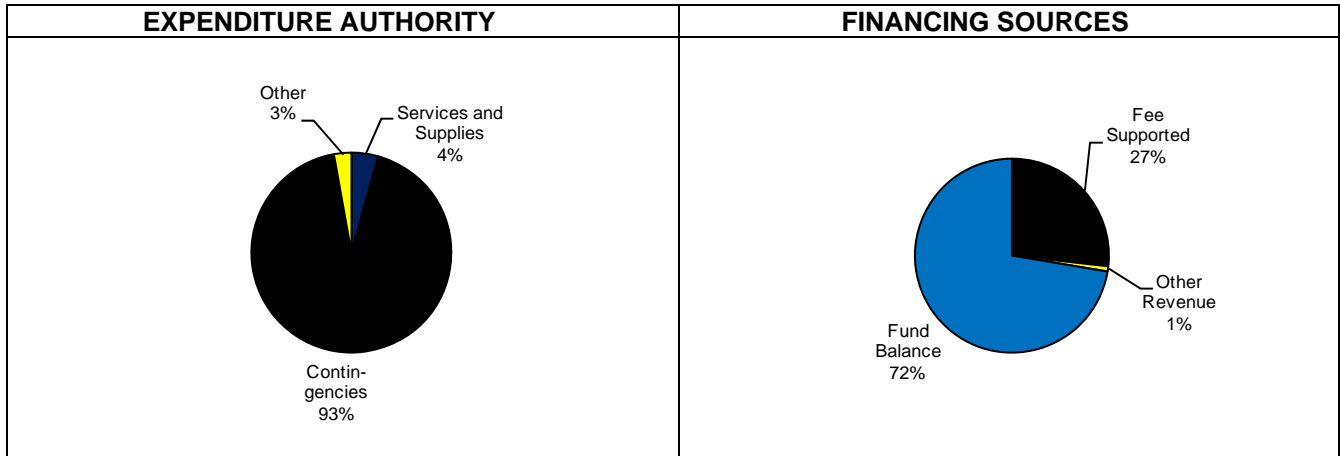 EXPENDITURE AUTHORITY
Other
3%
Services and
Supplies
4%
Contin-
gencies
93%
FINANCING SOURCES
Fee
Supported
27%
Other
Revenue
1%
Fund
Balance
72%